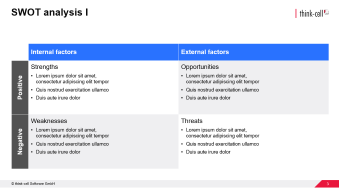 SWOT analysis I
think-cell
Internal factors
External factors
Positive
Strengths
• Lorem ipsum dolor sit amet,
consectetur adipiscing elit temper
• Quis nostrud exercitation ullamco
• Duis aute irure dolor
Opportunities
• Lorem ipsum dolor sit amet,
consectetur adipiscing elit temper
• Quis nostrud exercitation ullamco
• Duis aute irure dolor
Negative
Weaknesses
• Lorem ipsum dolor sit amet,
consectetur adipiscing elit temper
• Quis nostrud exercitation ullamco
• Duis aute irure dolor
Threats
• Lorem ipsum dolor sit amet,
consectetur adipiscing elit temper
• Quis nostrud exercitation ullamco
• Duis aute irure dolor
© think-cell Software GmbH